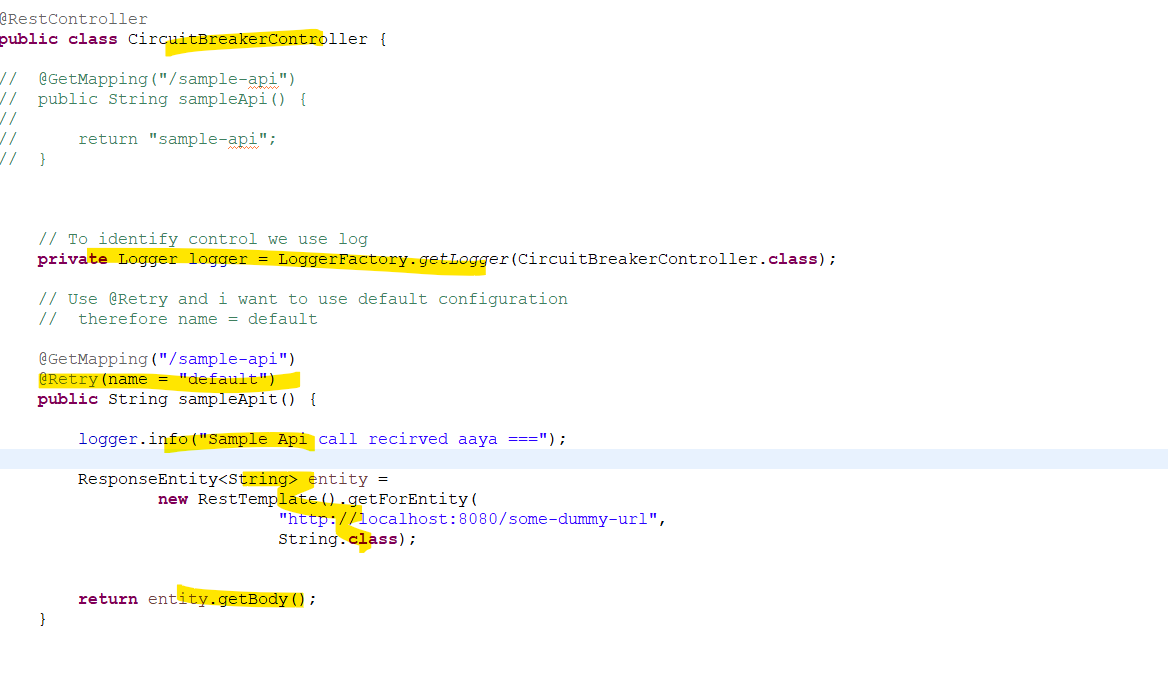 @RestController
public class CircuitBreakerController {
// @GetMapping("/sample-api")
// public String sampleApi() {
//
// return "sample-api";
// }
// To identify control we use log
private Logger logger = LoggerFactory.getLogger(CircuitBreakerController.class);
// Use @Retry and i want to use default configuration
// therefore name = default
@GetMapping("/sample-api")
@Retry(name = "default")
public String sampleApit() {
logger.info("Sample Api call recirved aaya ===");
ResponseEntity<String> entity =
new RestTemplate().getForEntity(
"http://localhost:8080/some-dummy-url",
String.class);
return entity.getBody();
}